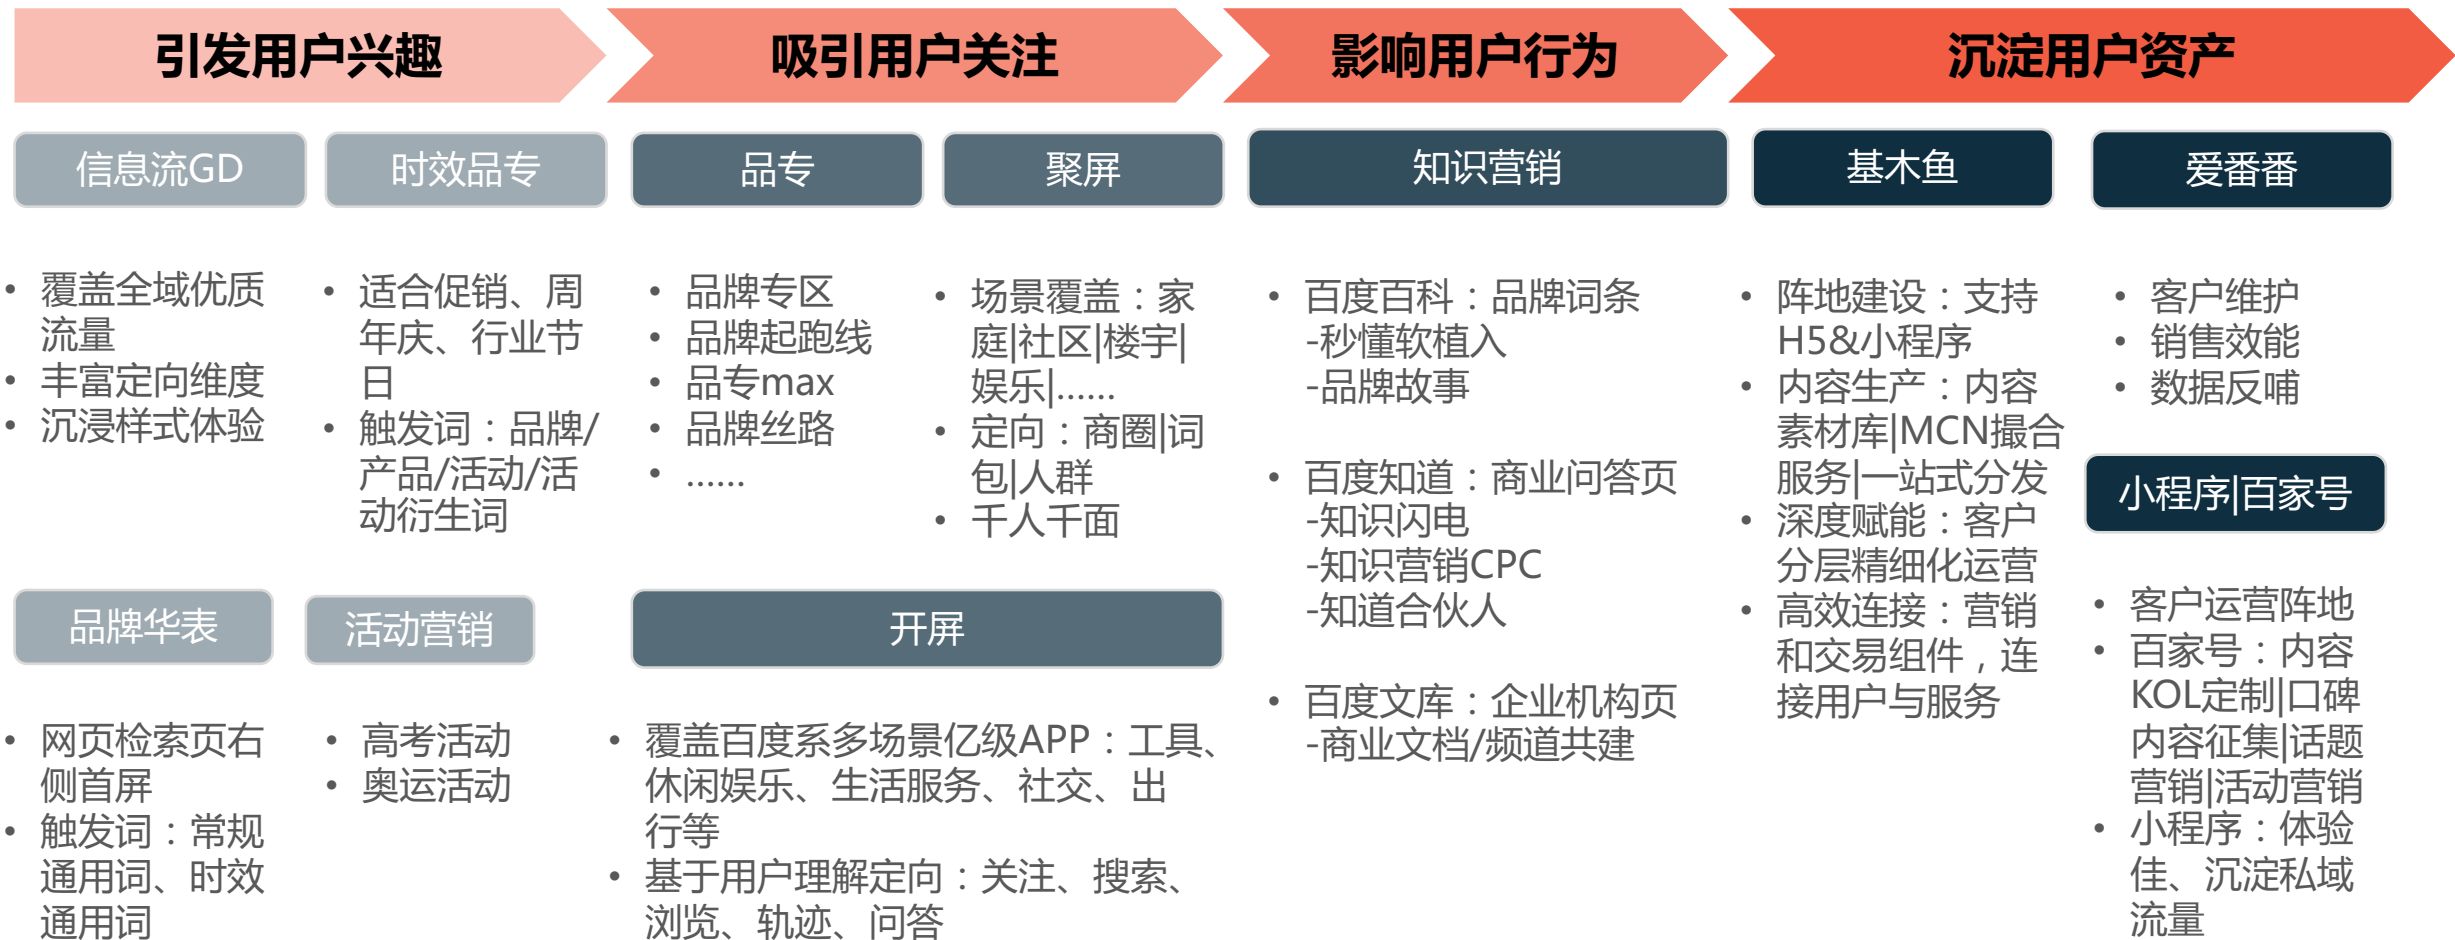 引发用户兴趣
吸引用户关注
影响用户行为
沉淀用户资产
信息流GD
• 覆盖全域优质
流量
• 丰富定向维度
• 沉浸样式体验
时效品专
• 适合促销、周
年庆、行业节
日
• 触发词：品牌/
产品/活动/活
动衍生词
品牌华表
• 网页检索页右
侧首屏
• 触发词：常规
通用词、时效
通用词
活动营销
• 高考活动
• 奥运活动
品专
• 品牌专区
• 品牌起跑线
• 品专max
• 品牌丝路
• ......
聚屏
• 场景覆盖：家
庭|社区|楼宇|
娱乐|......
• 定向：商圈|词
包|人群
• 千人千面
开屏
• 覆盖百度系多场景亿级APP：工具、
休闲娱乐、生活服务、社交、出
行等
• 基于用户理解定向：关注、搜索、
浏览、轨迹、问答
知识营销
• 百度百科：品牌词条
-秒懂软植入
-品牌故事
• 百度知道：商业问答页
-知识闪电
-知识营销CPC
-知道合伙人
• 百度文库：企业机构页
-商业文档/频道共建
基木鱼
• 阵地建设：支持
H5&小程序
• 内容生产：内容
素材库|MCN撮合
服务|一站式分发
• 深度赋能：客户
分层精细化运营
• 高效连接：营销
和交易组件，连
接用户与服务
爱番番
• 客户维护
• 销售效能
• 数据反哺
小程序|百家号
• 客户运营阵地
• 百家号：内容
KOL定制|口碑
内容征集|话题
营销|活动营销
• 小程序：体验
佳、沉淀私域
流量